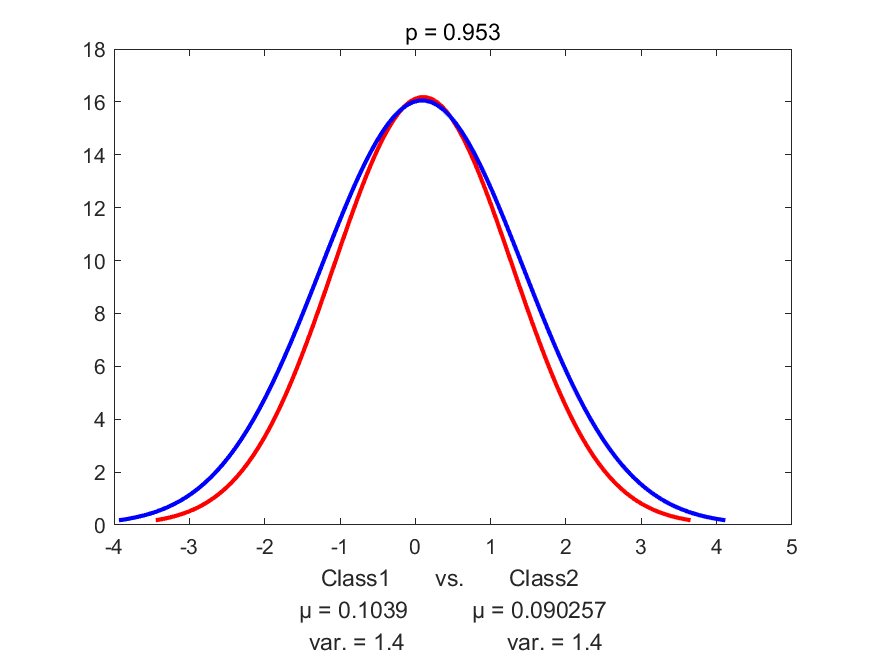 p = 0.953
18
16
14
12
10
8
6
4
2
0
-4 -3 -2 -1 0 1 2 3 4 5
Class1 vs. Class2
μ = 0.1039 μ = 0.090257
var. = 1.4 var. = 1.4